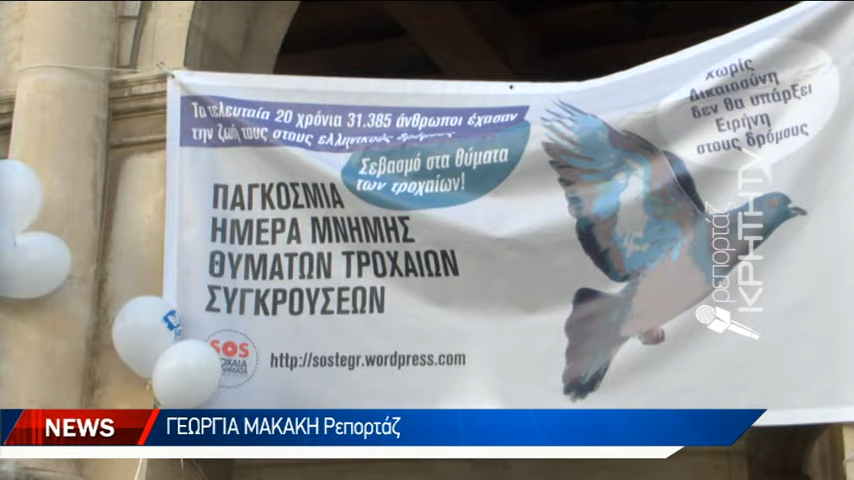 Τα τελευταία 20 χρόνια 31.385 άνθρωποι έχασαν
την ζωή τους στους ελληνικούς δρόμους
Σεβασμό στα θύματα
των τροχαίων!
χωρίς
Δικαιοσύνη
δεν θα υπάρξει
Ειρήνη
στους δρόμους
ΠΑΓΚΟΣΜΙΑ
ΗΜΕΡΑ ΜΝΗΜΗΣ
ΘΥΜΑΤΩΝ ΤΡΟΧΑΙΩΝ
ΣΥΓΚΡΟΥΣΕΩΝ
SOS
http://sostegr.wordpress.com
ρεπορτάζ
ΚΡΗΤΗTV
NEWS
ΓΕΩΡΓΙΑ ΜΑΚΑΚΗ Ρεπορτάζ